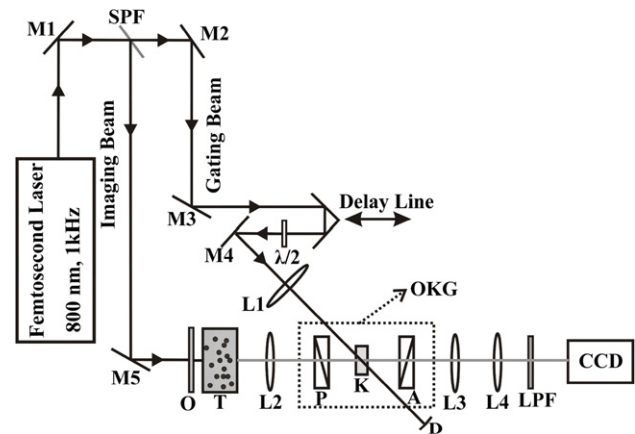 SPF
M1
M2
Imaging Beam
Gating Beam
Femtosecond Laser
800 nm, 1kHz
M3
Delay Line
M4
λ/2
L1
OKG
M5
O
T
L2
P
K
A
D
L3
L4
LPF
CCD